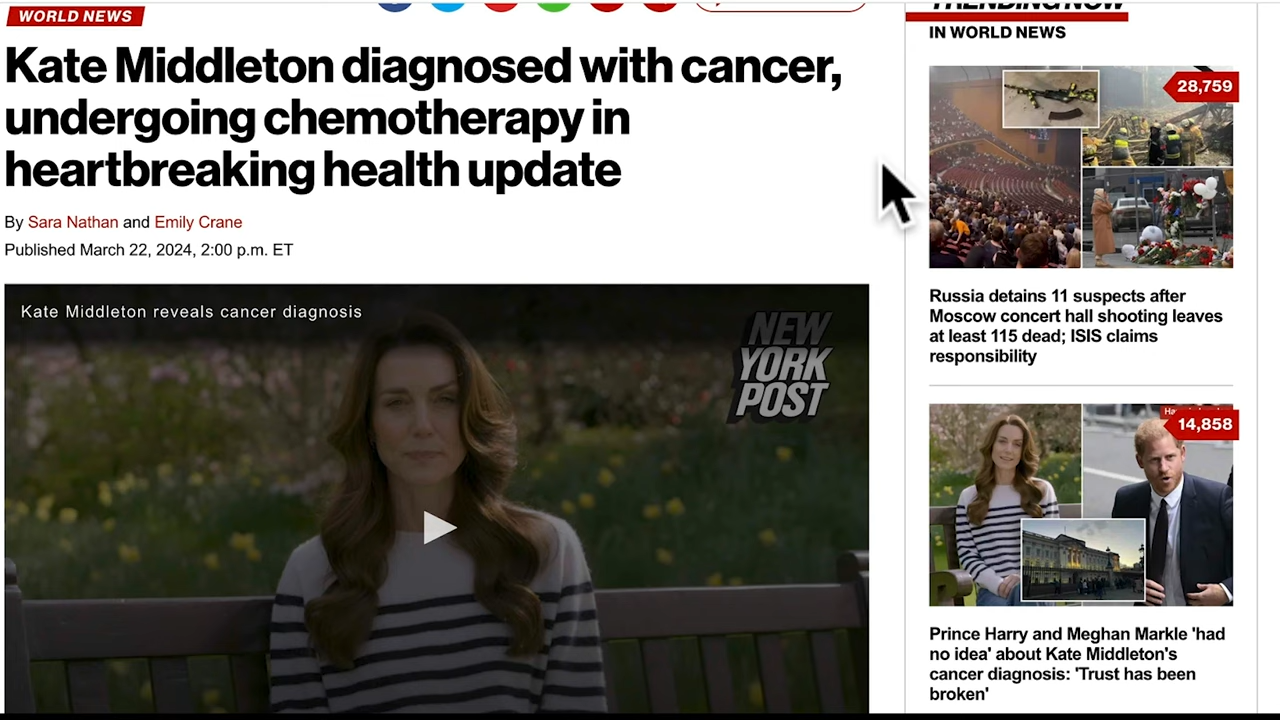 WORLD NEWS
Kate Middleton diagnosed with cancer,
undergoing chemotherapy in
heartbreaking health update
By Sara Nathan and Emily Crane
Published March 22, 2024, 2:00 p.m. ET
Kate Middleton reveals cancer diagnosis
NEW
YORK
POST
TRENDING NOW
IN WORLD NEWS
28,759
Russia detains 11 suspects after
Moscow concert hall shooting leaves
at least 115 dead; ISIS claims
responsibility
14,858
Prince Harry and Meghan Markle 'had
no idea' about Kate Middleton's
cancer diagnosis: 'Trust has been
broken'